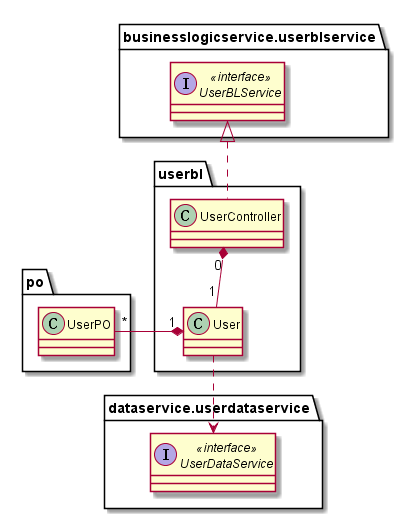 businesslogicservice.userblservice
I
«interface»
UserBLService
userbl
C UserController
0
1
po
C UserPO
*
1
C User
dataservice.userdataservice
I
«interface»
UserDataService